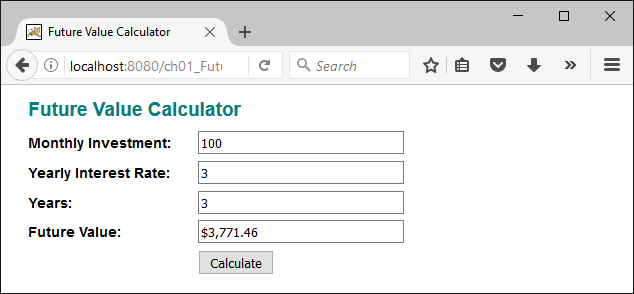 Future Value Calculator
localhost:8080/ch01_Futu
Search
Future Value Calculator
Monthly Investment: 100
Yearly Interest Rate: 3
Years: 3
Future Value: $3,771.46
Calculate